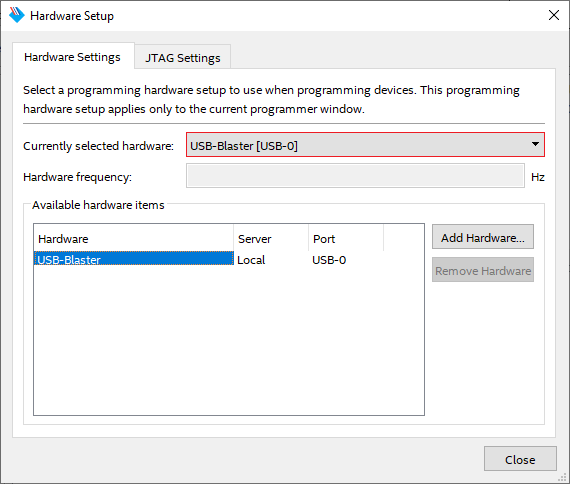 Hardware Setup
Hardware Settings
JTAG Settings
Select a programming hardware setup to use when programming devices. This programming
hardware setup applies only to the current programmer window.
Currently selected hardware:
USB-Blaster [USB-0]
Hardware frequency:
Hz
Available hardware items
Hardware
Server
Port
USB-Blaster
Local
USB-0
Add Hardware...
Remove Hardware
Close